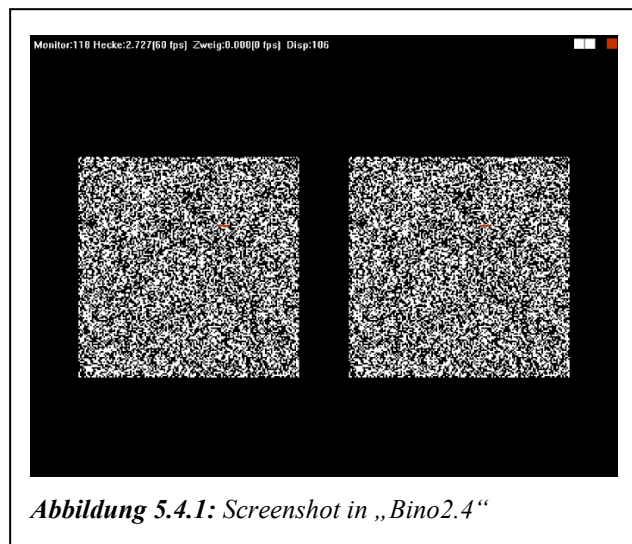 Monitor:118 Hecke:2.727(60 fps) Zweig:0.000(0 fps) Disp:106
Abbildung 5.4.1: Screenshot in „Bino2.4“